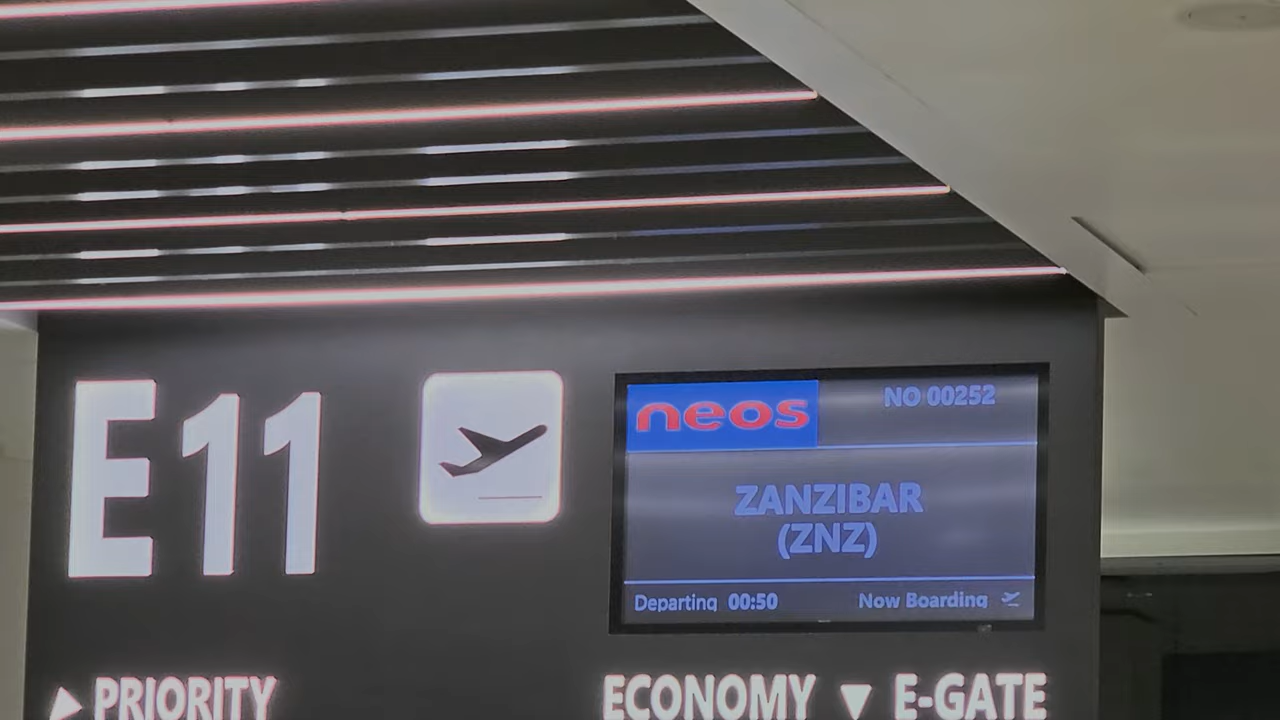 E11
neos
NO 00252
ZANZIBAR
(ZNZ)
Departing 00:50
Now Boarding
PRIORITY
ECONOMY ▼ E-GATE